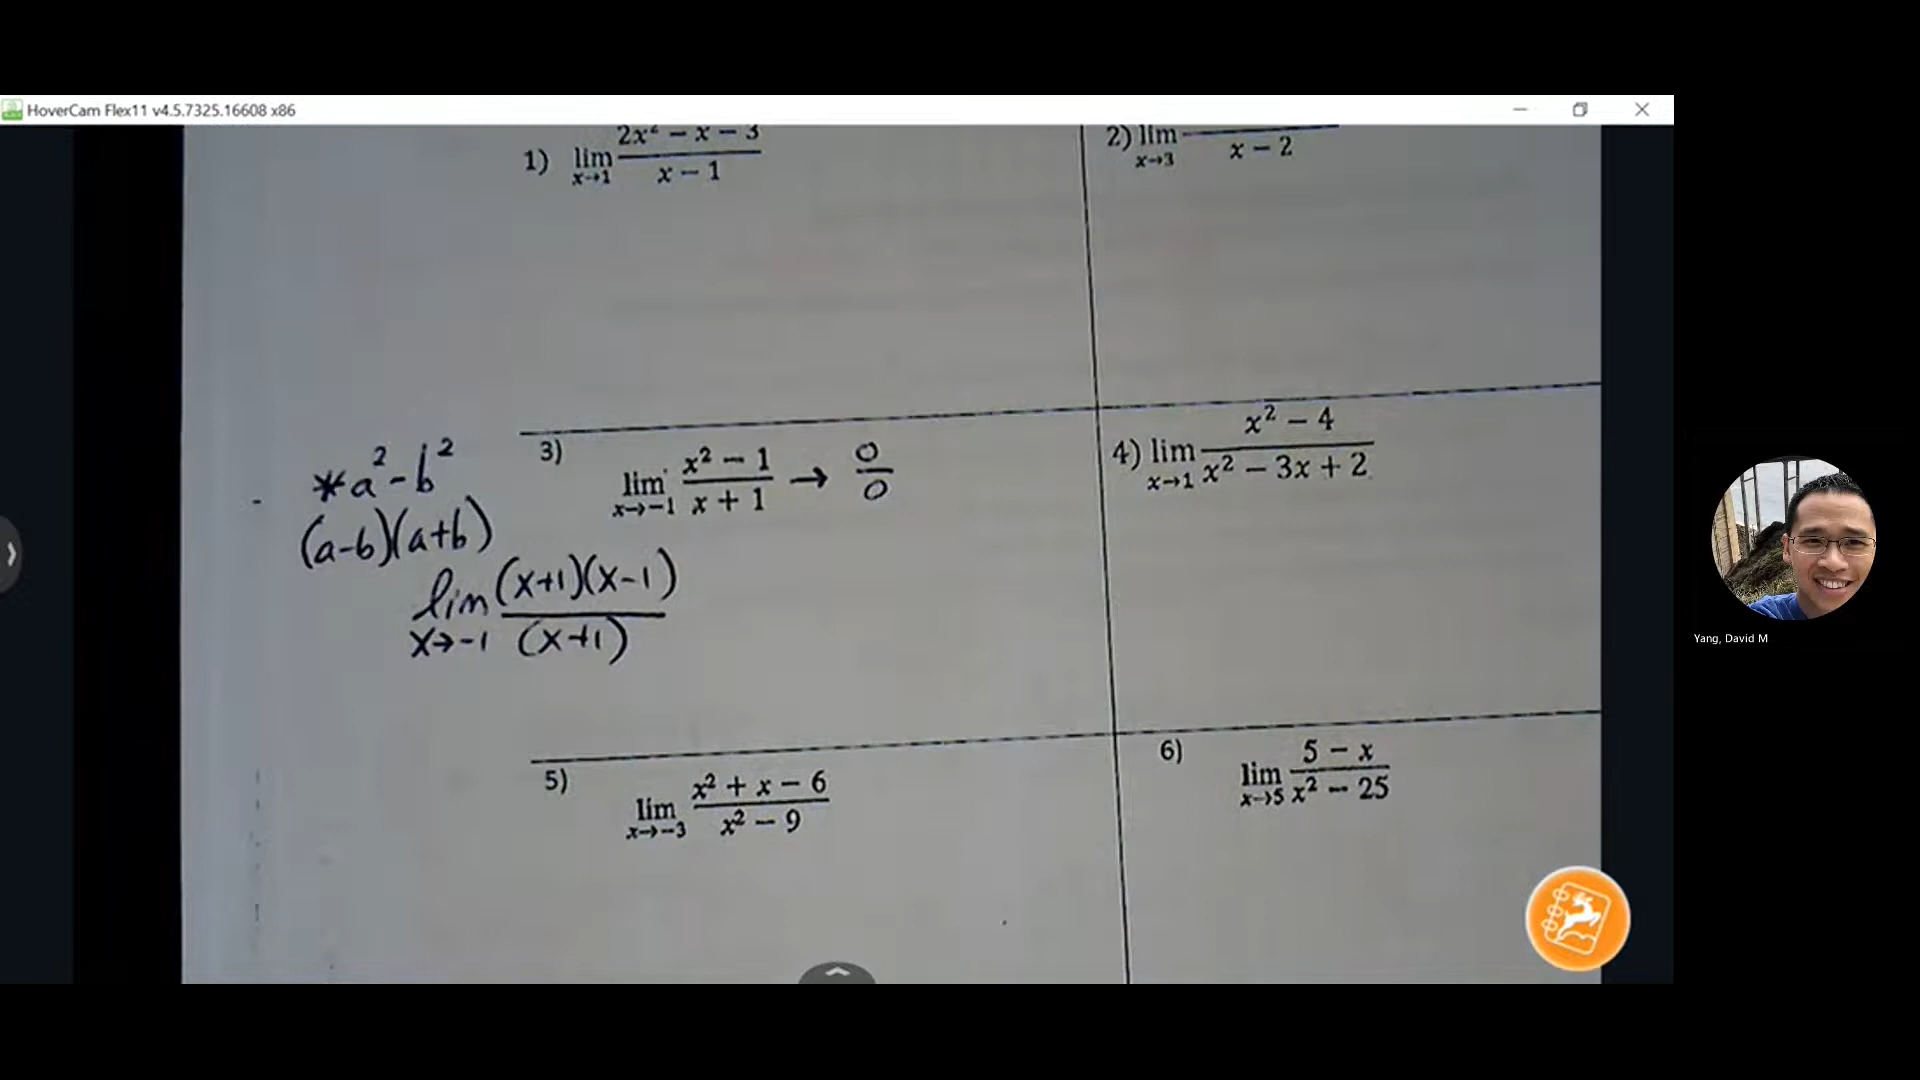 HoverCam Flex11 v4.5.7325.16608 x86
1) lim x→1 (2x² − x − 3)/(x − 1)
2) lim x→3 x − 2
3) lim x→−1 (x² − 1)/(x + 1) → 0/0
*a²-b²
(a-b)(a+b)
lim x→-1 (x+1)(x-1)/(x+1)
4) lim x→1 (x² − 4)/(x² − 3x + 2)
5) lim x→−3 (x² + x − 6)/(x² − 9)
6) lim x→5 (5 − x)/(x² − 25)
Yang, David M